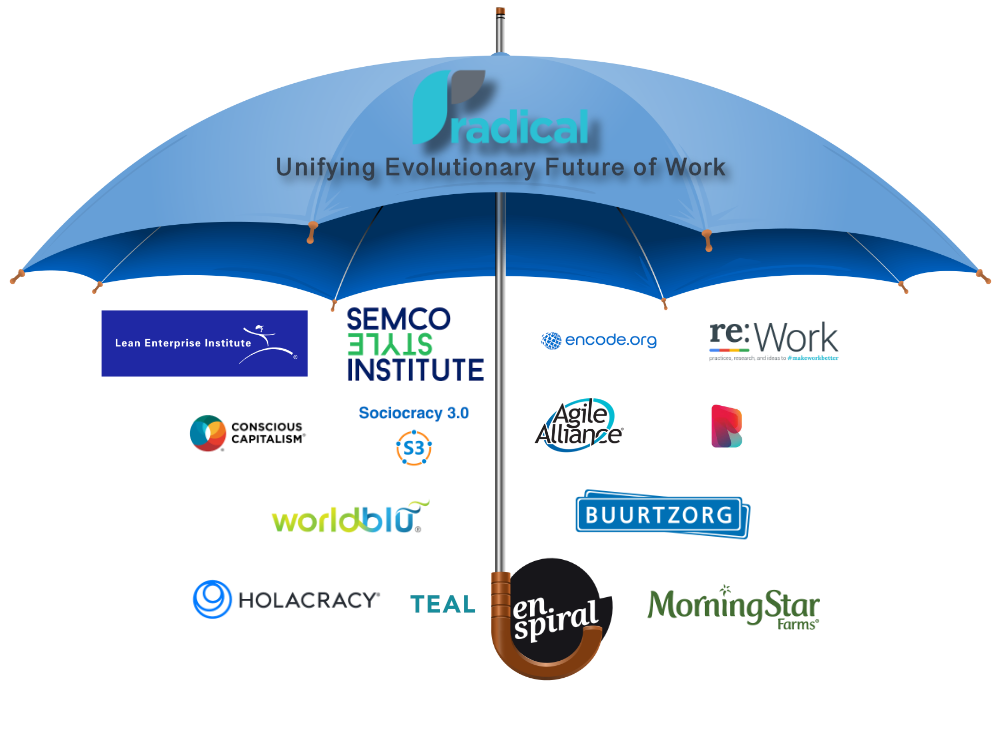 radical
Unifying Evolutionary Future of Work
Lean Enterprise Institute®
SEMCO
STYLE
INSTITUTE
encode.org
re:Work
practices, research, and ideas to #makeworkbetter
CONSCIOUS
CAPITALISM®
Sociocracy 3.0
S3
Agile
Alliance®
R
worldblu®
BUURTZORG
HOLACRACY®
TEAL
en
spiral
MorningStar
Farms®